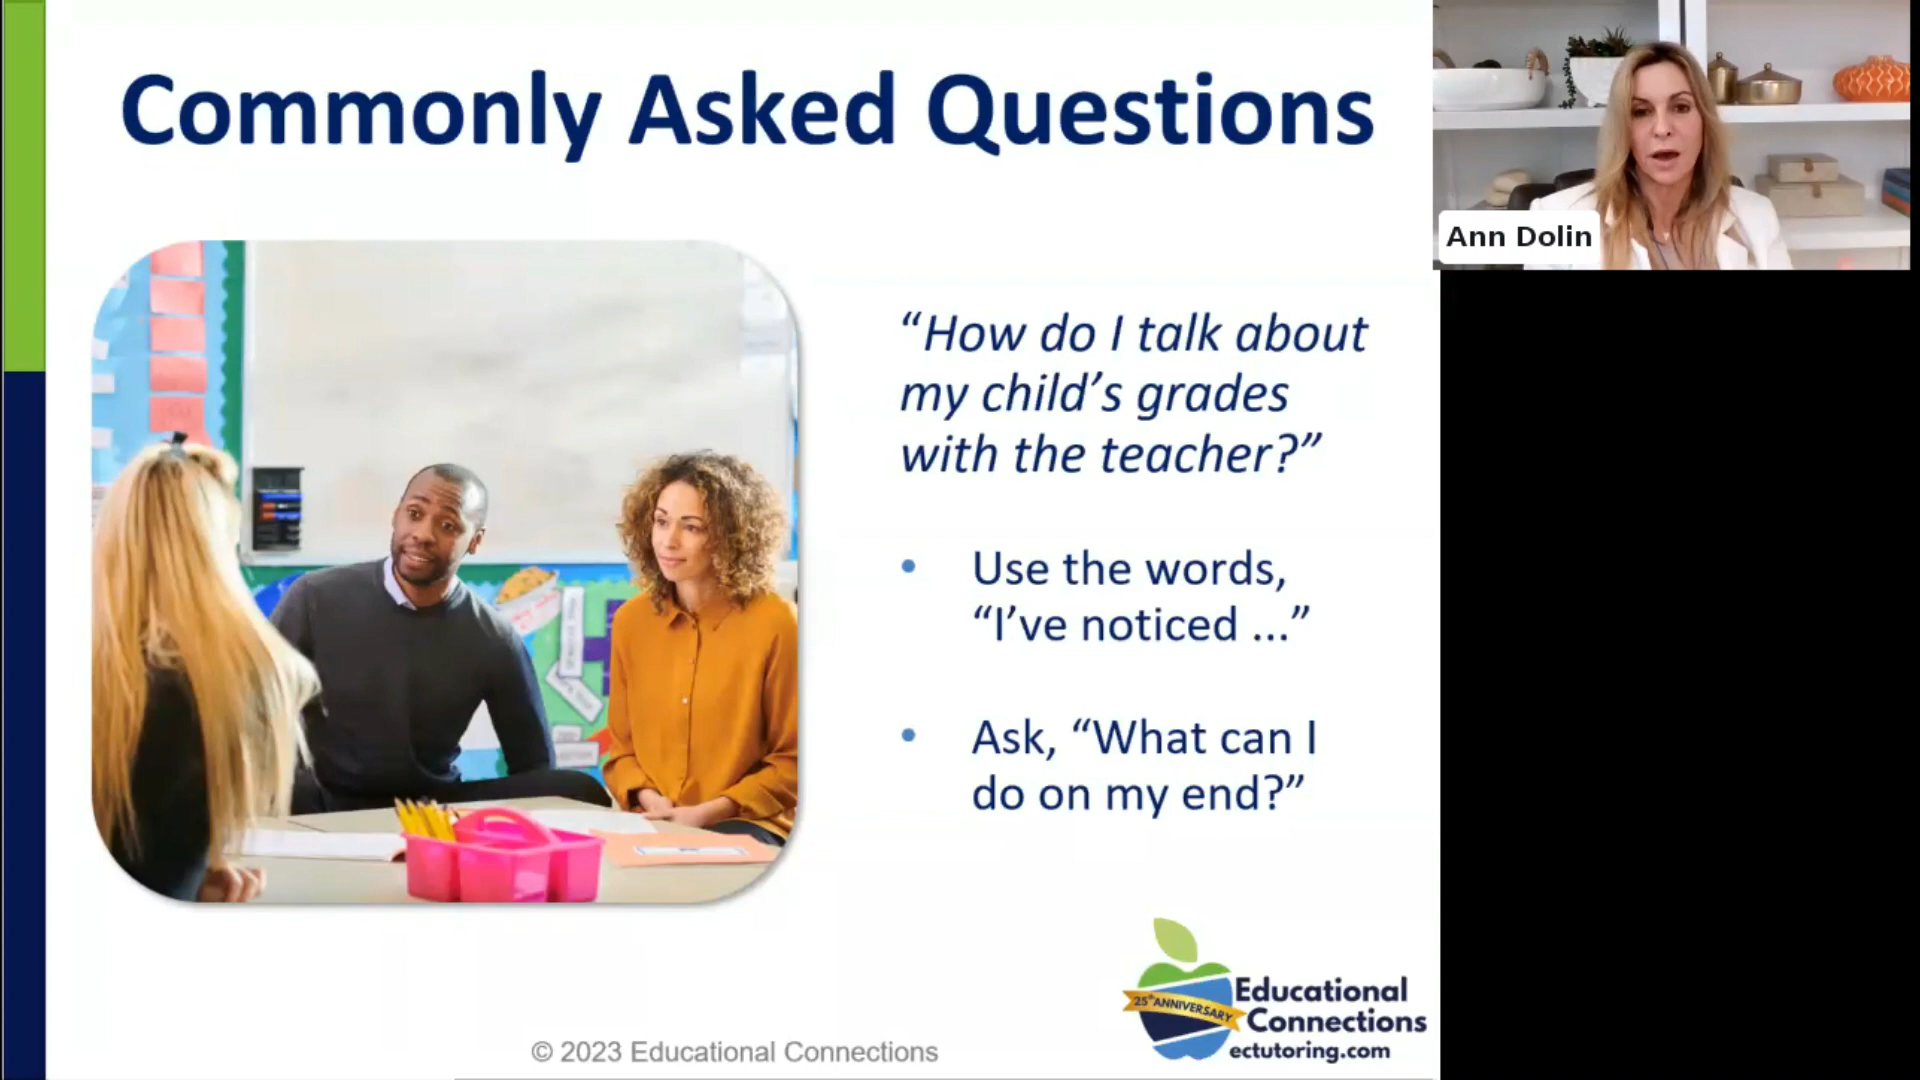 Commonly Asked Questions
Ann Dolin
“How do I talk about
my child’s grades
with the teacher?”
• Use the words,
“I’ve noticed ...”
• Ask, “What can I
do on my end?”
25th ANNIVERSARY
Educational
Connections
ectutoring.com
© 2023 Educational Connections